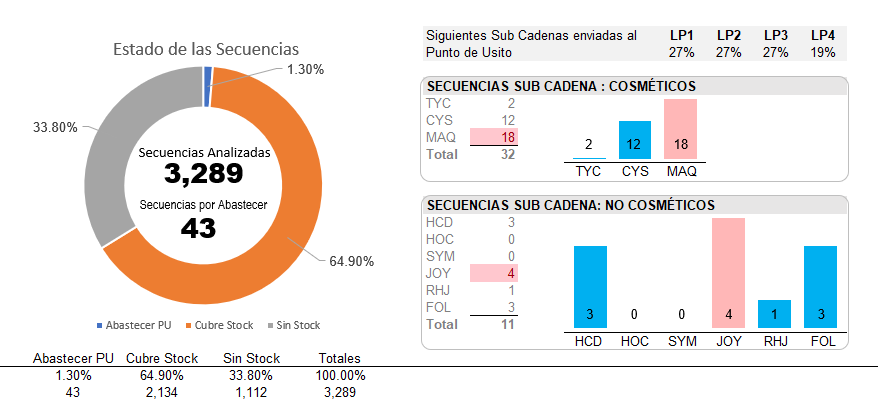 Estado de las Secuencias
1.30%
33.80%
Secuencias Analizadas
3,289
Secuencias por Abastecer
43
64.90%
Abastecer PU Cubre Stock Sin Stock
Abastecer PU Cubre Stock Sin Stock Totales
1.30% 64.90% 33.80% 100.00%
43 2,134 1,112 3,289
Siguientes Sub Cadenas enviadas al LP1 LP2 LP3 LP4
Punto de Usito 27% 27% 27% 19%
SECUENCIAS SUB CADENA : COSMÉTICOS
TYC 2
CYS 12
MAQ 18
Total 32
2 12 18
TYC CYS MAQ
SECUENCIAS SUB CADENA: NO COSMÉTICOS
HCD 3
HOC 0
SYM 0
JOY 4
RHJ 1
FOL 3
Total 11
3 0 0 4 1 3
HCD HOC SYM JOY RHJ FOL